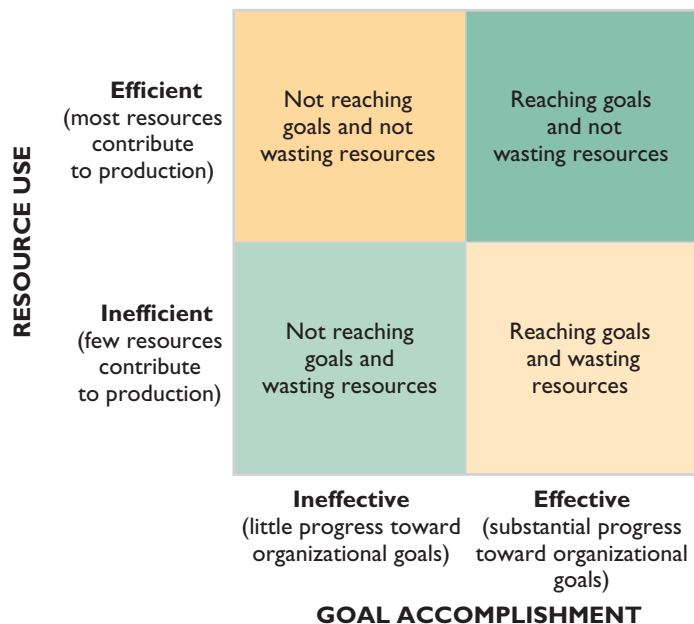 RESOURCE USE
Efficient
(most resources
contribute
to production)
Not reaching
goals and not
wasting resources
Reaching goals
and not
wasting resources
Inefficient
(few resources
contribute
to production)
Not reaching
goals and
wasting resources
Reaching goals
and wasting
resources
Ineffective
(little progress toward
organizational goals)
Effective
(substantial progress
toward organizational
goals)
GOAL ACCOMPLISHMENT